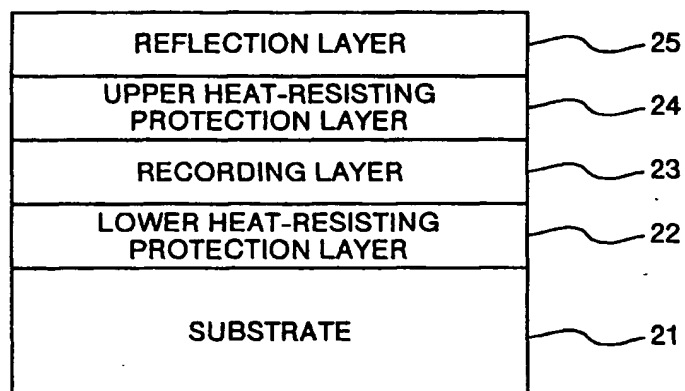 REFLECTION LAYER 25
UPPER HEAT-RESISTING
PROTECTION LAYER 24
RECORDING LAYER 23
LOWER HEAT-RESISTING
PROTECTION LAYER 22
SUBSTRATE 21